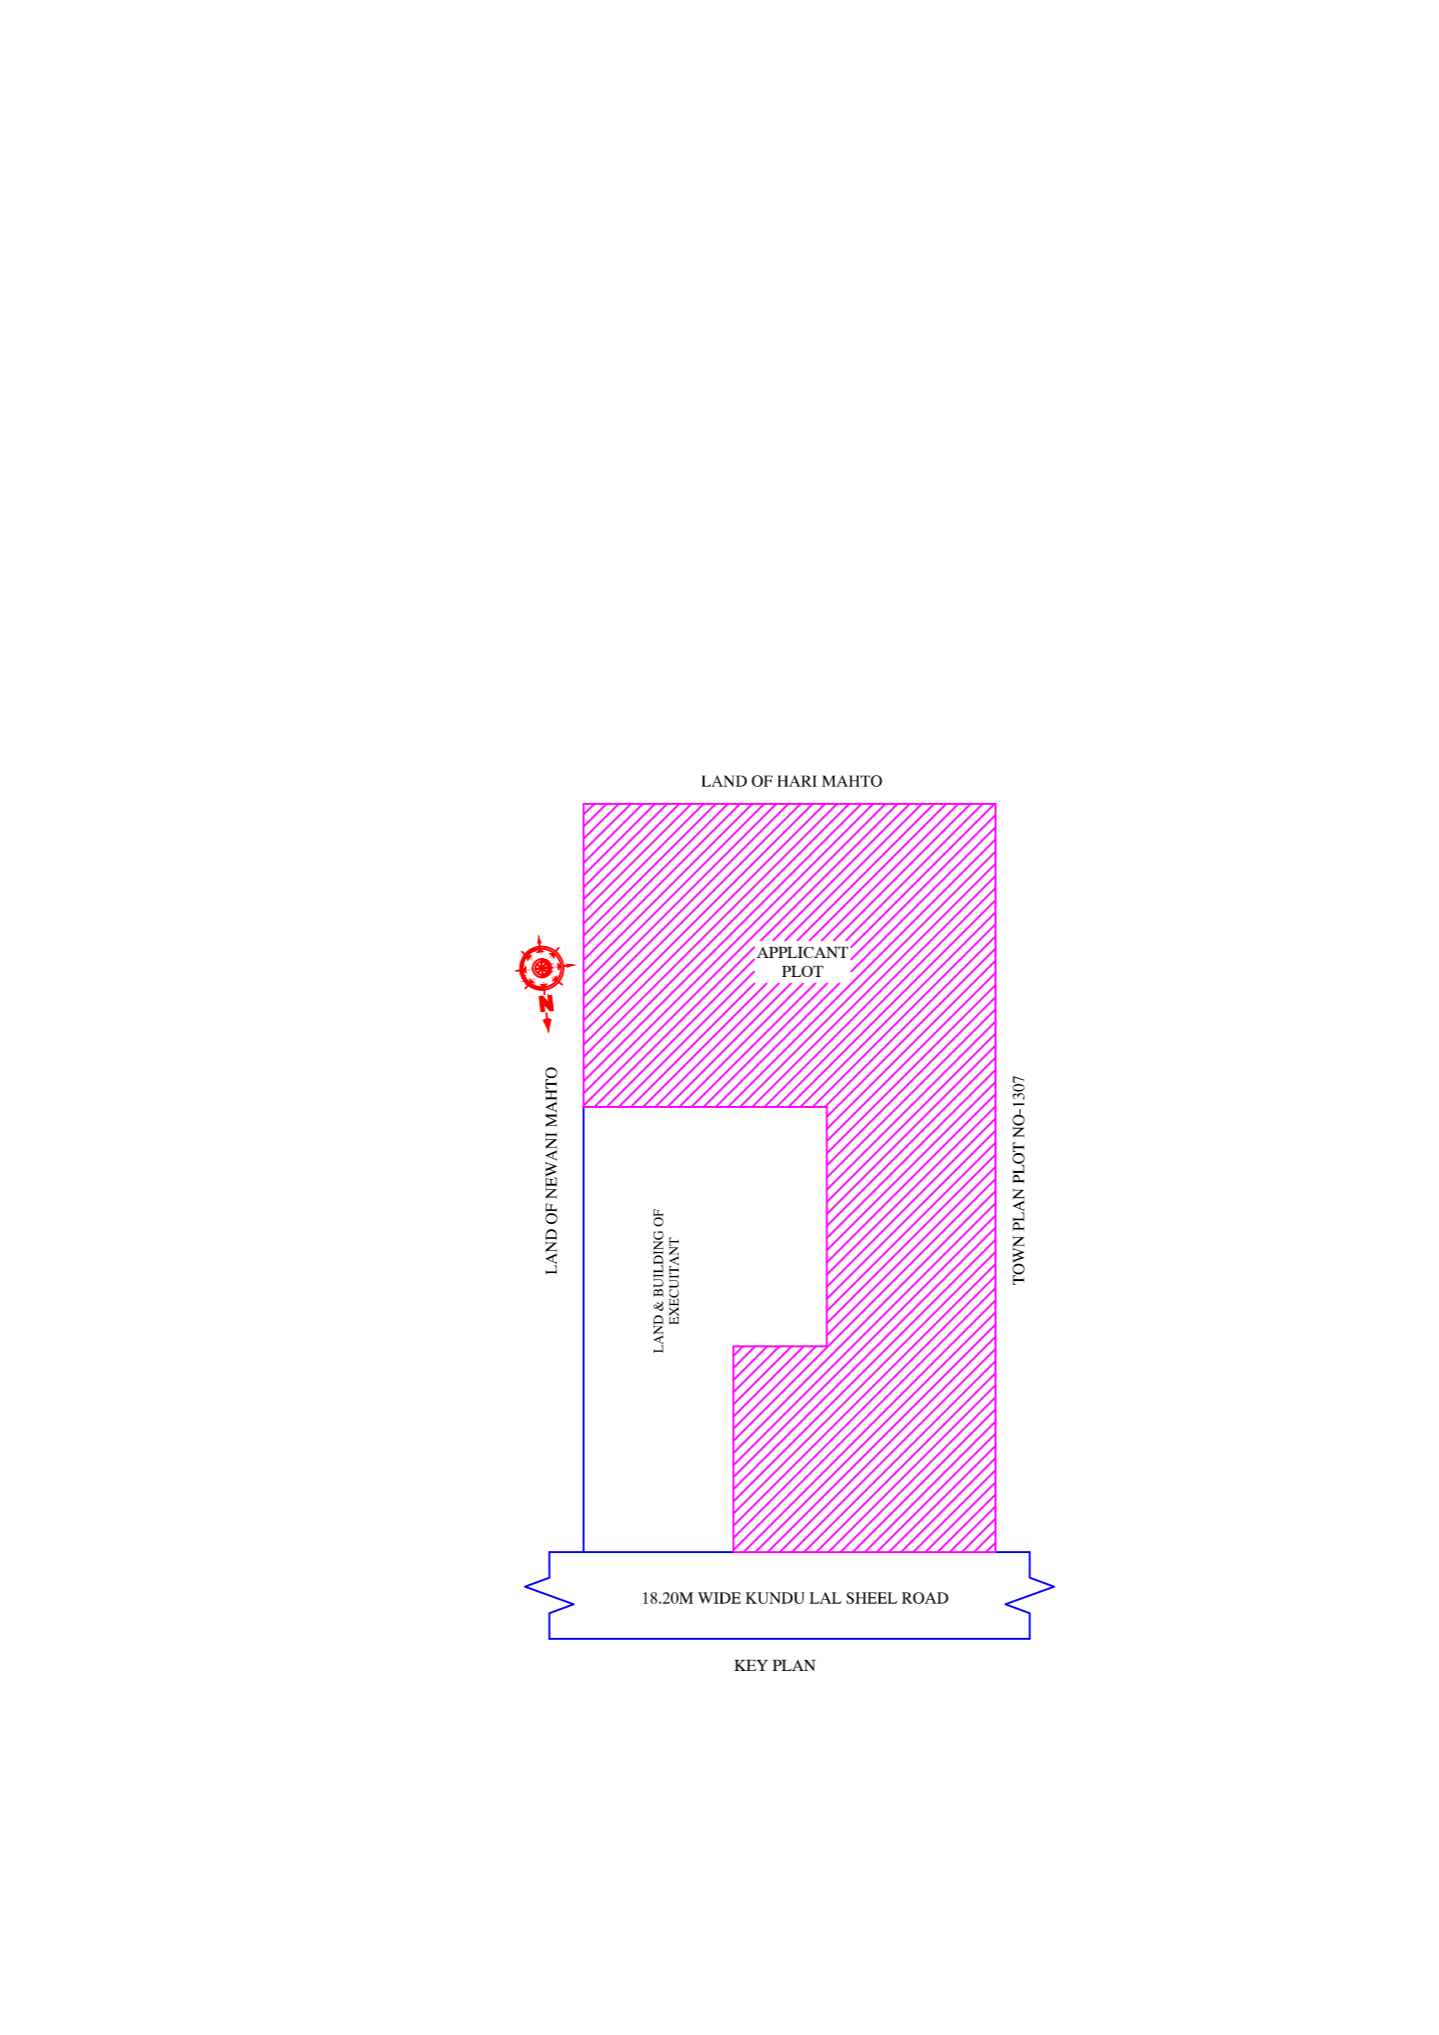 LAND OF HARI MAHTO
APPLICANT
PLOT
N
LAND OF NEWANI MAHTO
TOWN PLAN PLOT NO-1307
LAND & BUILDING OF
EXECUITANT
18.20M WIDE KUNDU LAL SHEEL ROAD
KEY PLAN